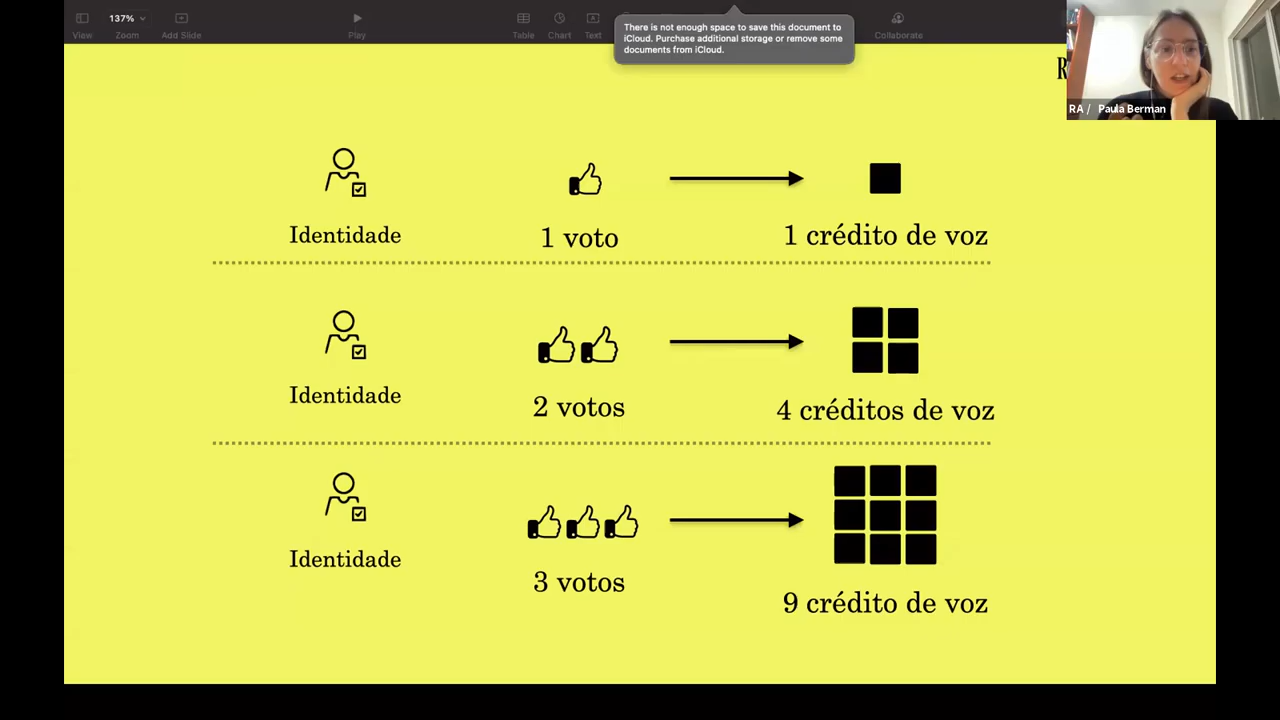 137%
View
Zoom
Add Slide
Play
Table
Chart
Text
Collaborate
There is not enough space to save this document to
iCloud. Purchase additional storage or remove some
documents from iCloud.
R
RA / Paula Berman
Identidade
1 voto
1 crédito de voz
Identidade
2 votos
4 créditos de voz
Identidade
3 votos
9 crédito de voz